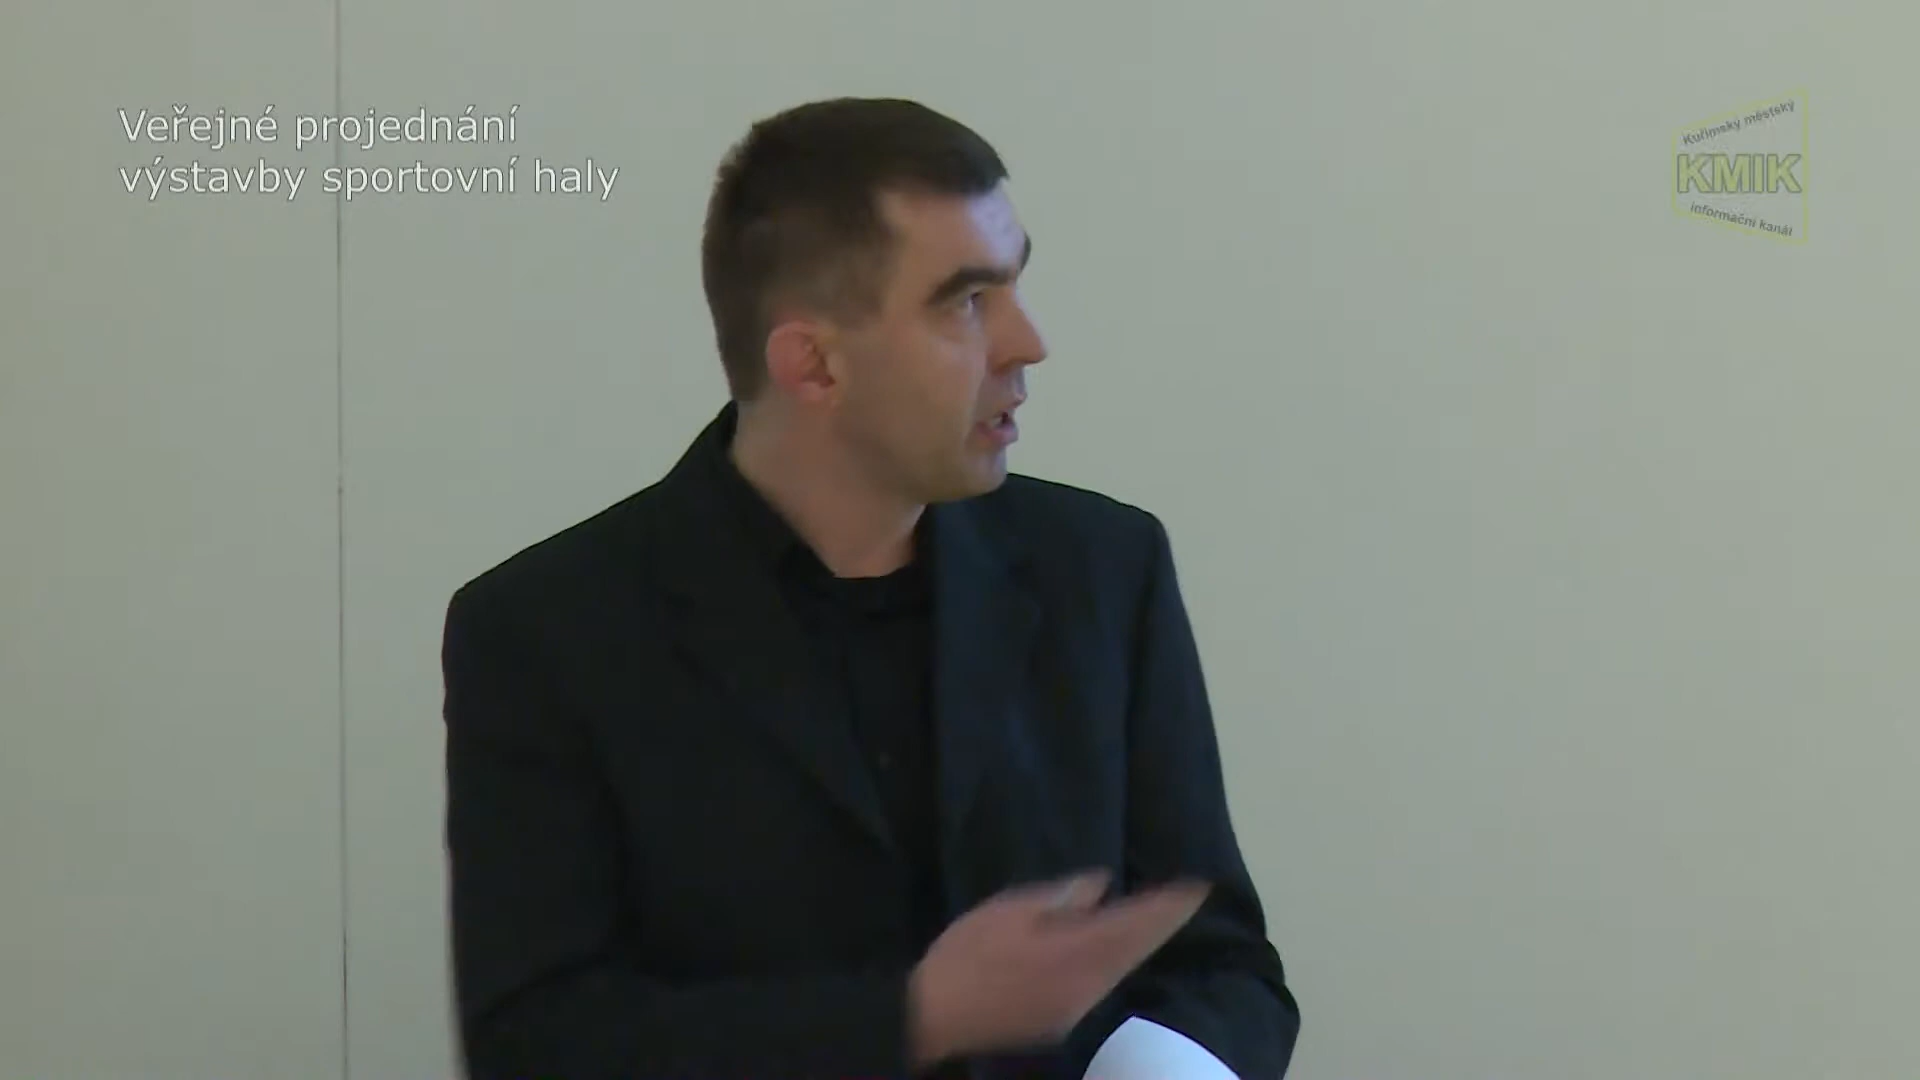 Veřejné projednání
výstavby sportovní haly
Kuřimský městský
KMIK
informační kanál